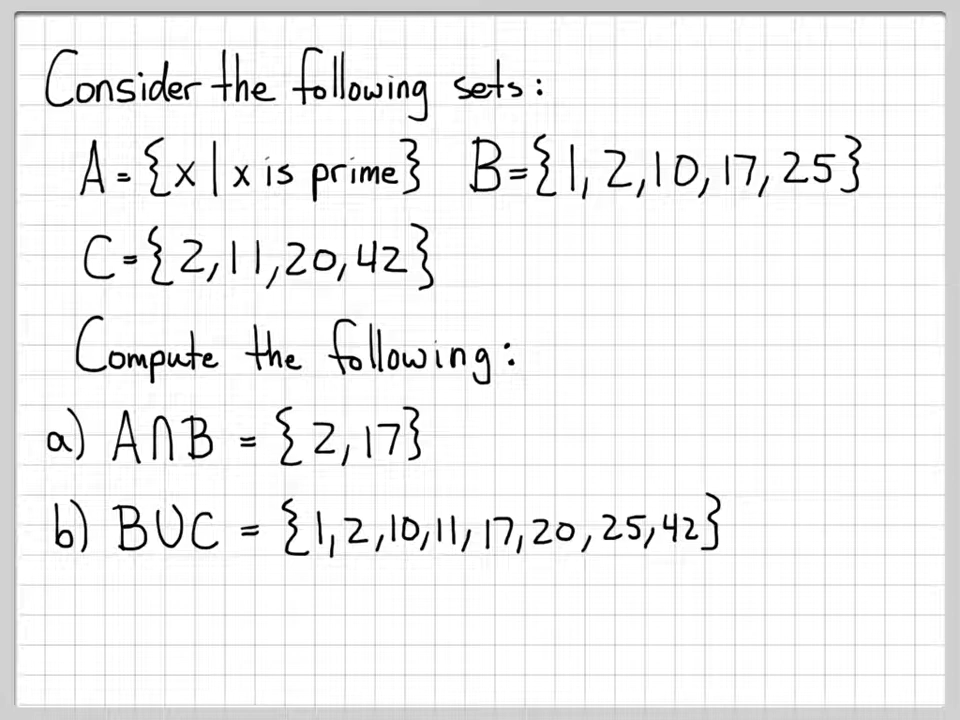 Consider the following sets:
A = {x | x is prime} B = {1, 2, 10, 17, 25}
C = {2, 11, 20, 42}
Compute the following:
a) A∩B = {2, 17}
b) B∪C = {1, 2, 10, 11, 17, 20, 25, 42}